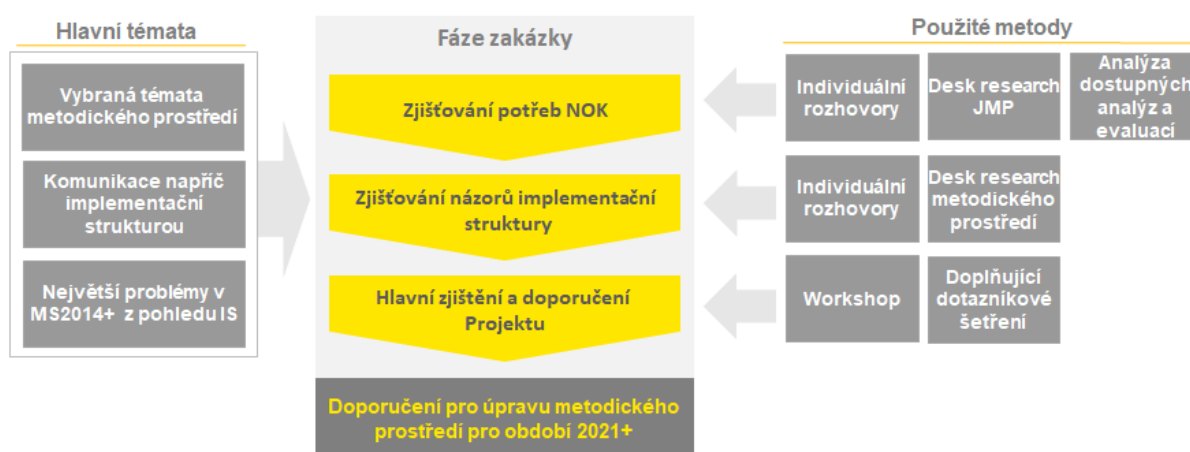 Hlavní témata
Vybraná témata
metodického prostředí
Komunikace napříč
implementační
strukturou
Největší problémy v
MS2014+ z pohledu IS
Fáze zakázky
Zjišťování potřeb NOK
Zjišťování názorů implementační
struktury
Hlavní zjištění a doporučení
Projektu
Doporučení pro úpravu metodického
prostředí pro období 2021+
Použité metody
Individuální
rozhovory
Desk research
JMP
Analýza
dostupných
analýz a
evaluací
Individuální
rozhovory
Desk research
metodického
prostředí
Workshop
Doplňující
dotazníkové
šetření